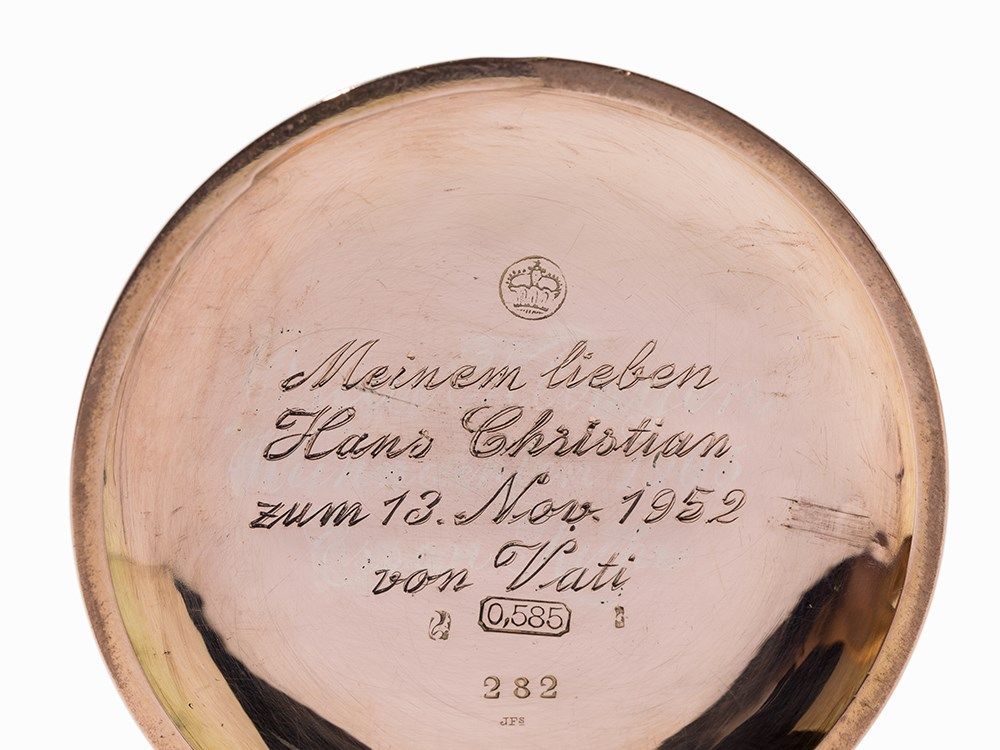 Meinem lieben
Hans Christian
zum 13. Nov. 1952
von Vati
0,585
282
JFS